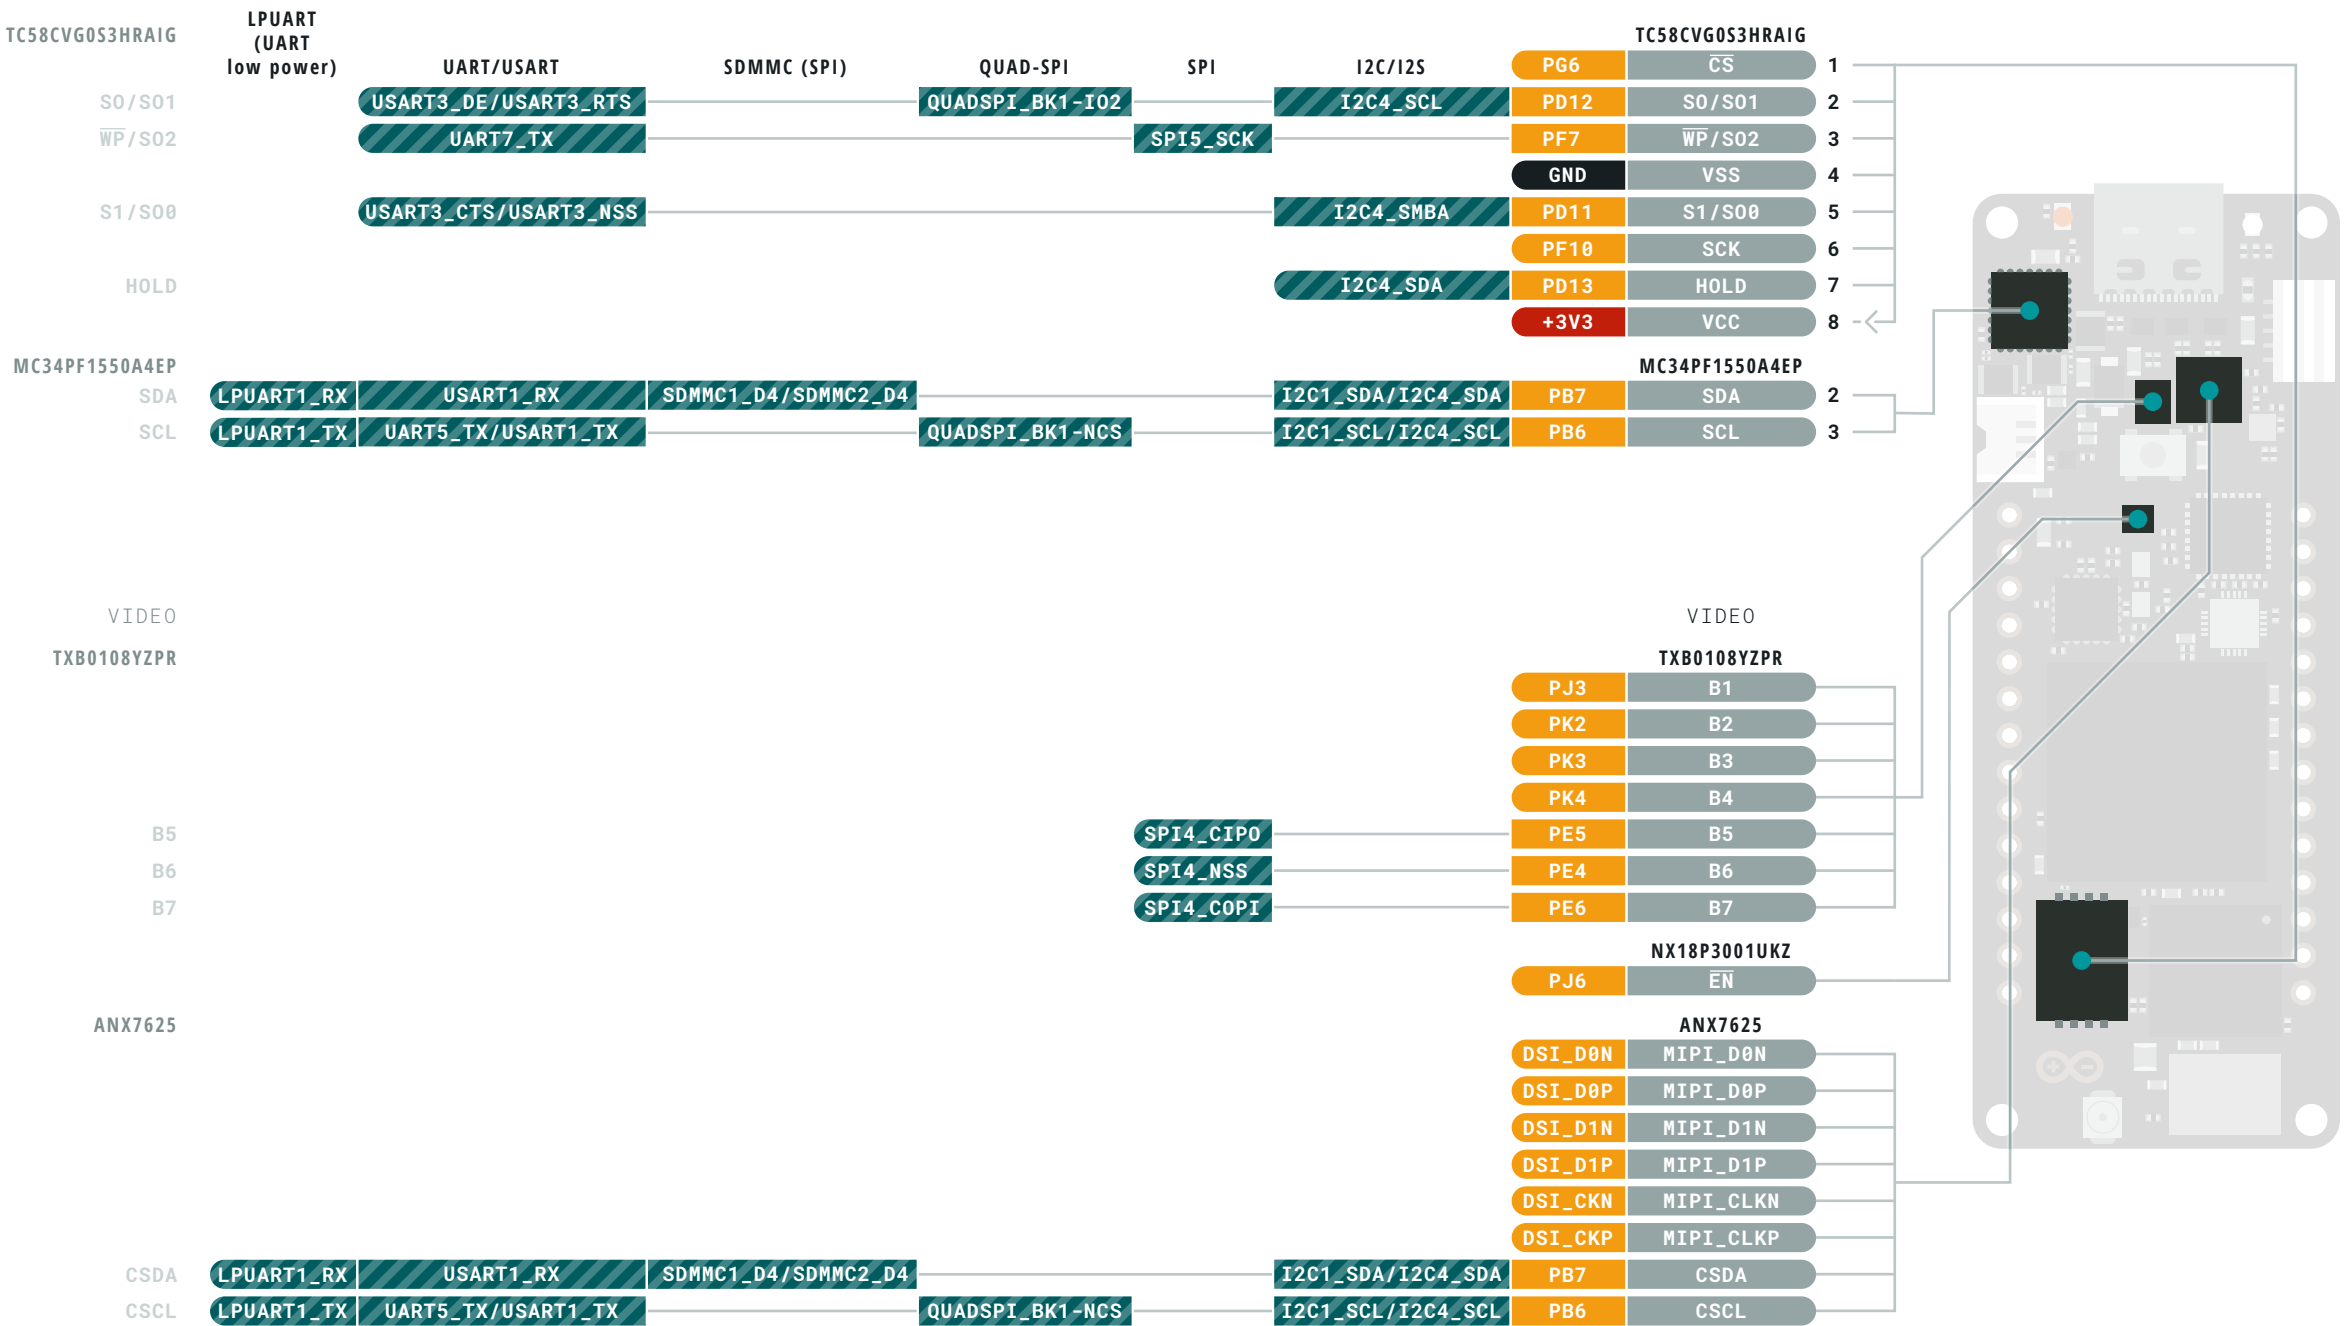 LPUART
(UART
low power)
TC58CVG0S3HRAIG
UART/USART
SDMMC (SPI)
QUAD-SPI
SPI
I2C/I2S
TC58CVG0S3HRAIG
PG6 CS 1
SO/SO1 USART3_DE/USART3_RTS QUADSPI_BK1-IO2 I2C4_SCL PD12 SO/SO1 2
WP/SO2 UART7_TX SPI5_SCK PF7 WP/SO2 3
GND VSS 4
S1/SO0 USART3_CTS/USART3_NSS I2C4_SMBA PD11 S1/SO0 5
PF10 SCK 6
HOLD I2C4_SDA PD13 HOLD 7
+3V3 VCC 8
MC34PF1550A4EP MC34PF1550A4EP
SDA LPUART1_RX USART1_RX SDMMC1_D4/SDMMC2_D4 I2C1_SDA/I2C4_SDA PB7 SDA 2
SCL LPUART1_TX UART5_TX/USART1_TX QUADSPI_BK1-NCS I2C1_SCL/I2C4_SCL PB6 SCL 3
VIDEO VIDEO
TXB0108YZPR TXB0108YZPR
PJ3 B1
PK2 B2
PK3 B3
PK4 B4
B5 SPI4_CIPO PE5 B5
B6 SPI4_NSS PE4 B6
B7 SPI4_COPI PE6 B7
NX18P3001UKZ
PJ6 EN
ANX7625 ANX7625
DSI_D0N MIPI_D0N
DSI_D0P MIPI_D0P
DSI_D1N MIPI_D1N
DSI_D1P MIPI_D1P
DSI_CKN MIPI_CLKN
DSI_CKP MIPI_CLKP
CSDA LPUART1_RX USART1_RX SDMMC1_D4/SDMMC2_D4 I2C1_SDA/I2C4_SDA PB7 CSDA
CSCL LPUART1_TX UART5_TX/USART1_TX QUADSPI_BK1-NCS I2C1_SCL/I2C4_SCL PB6 CSCL